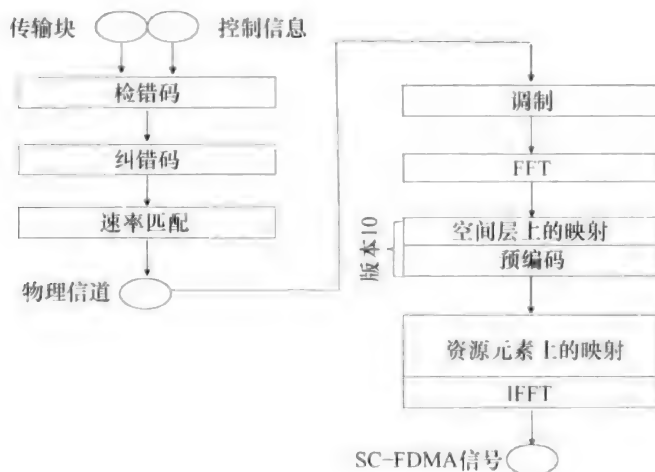 传输块
控制信息
检错码
纠错码
速率匹配
物理信道
调制
FFT
版本10
空间层上的映射
预编码
资源元素上的映射
IFFT
SC-FDMA信号